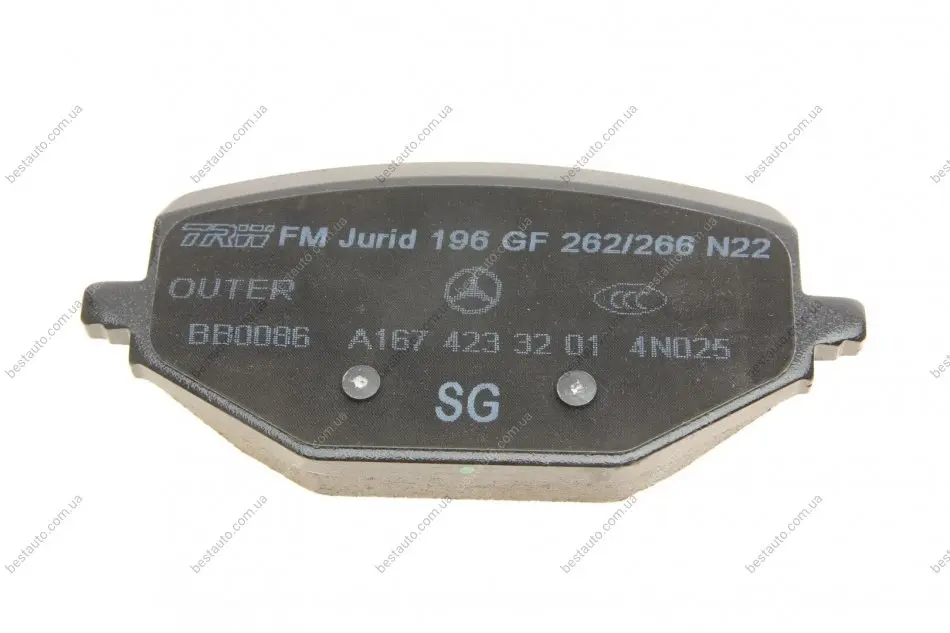 TRW FM Jurid 196 GF 262/266 N22
OUTER CCC
BB0086 A167 423 32 01 4N025
SG
bestauto.com.ua